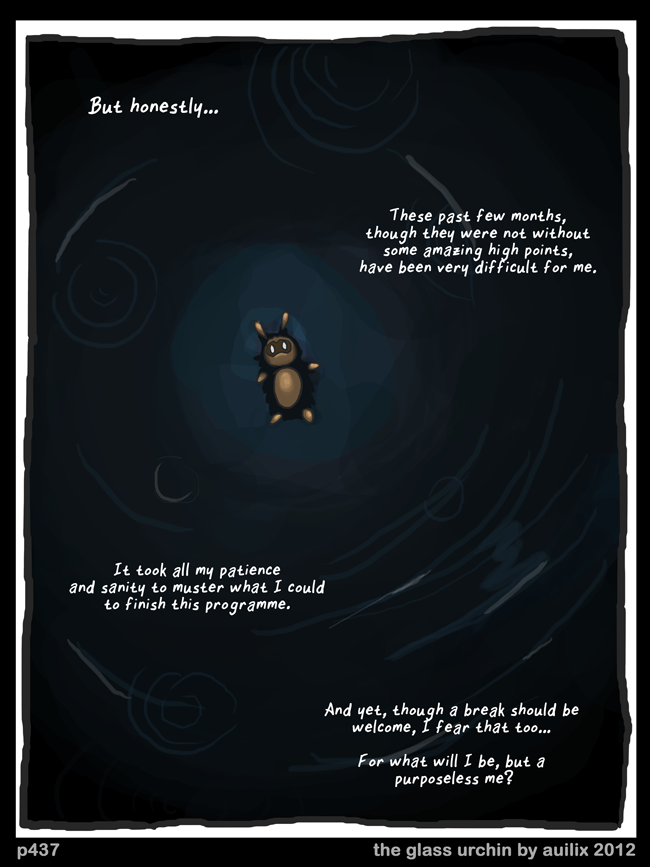 But honestly...
These past few months,
though they were not without
some amazing high points,
have been very difficult for me.
It took all my patience
and sanity to muster what I could
to finish this programme.
And yet, though a break should be
welcome, I fear that too...
For what will I be, but a
purposeless me?
p437
the glass urchin by auilix 2012